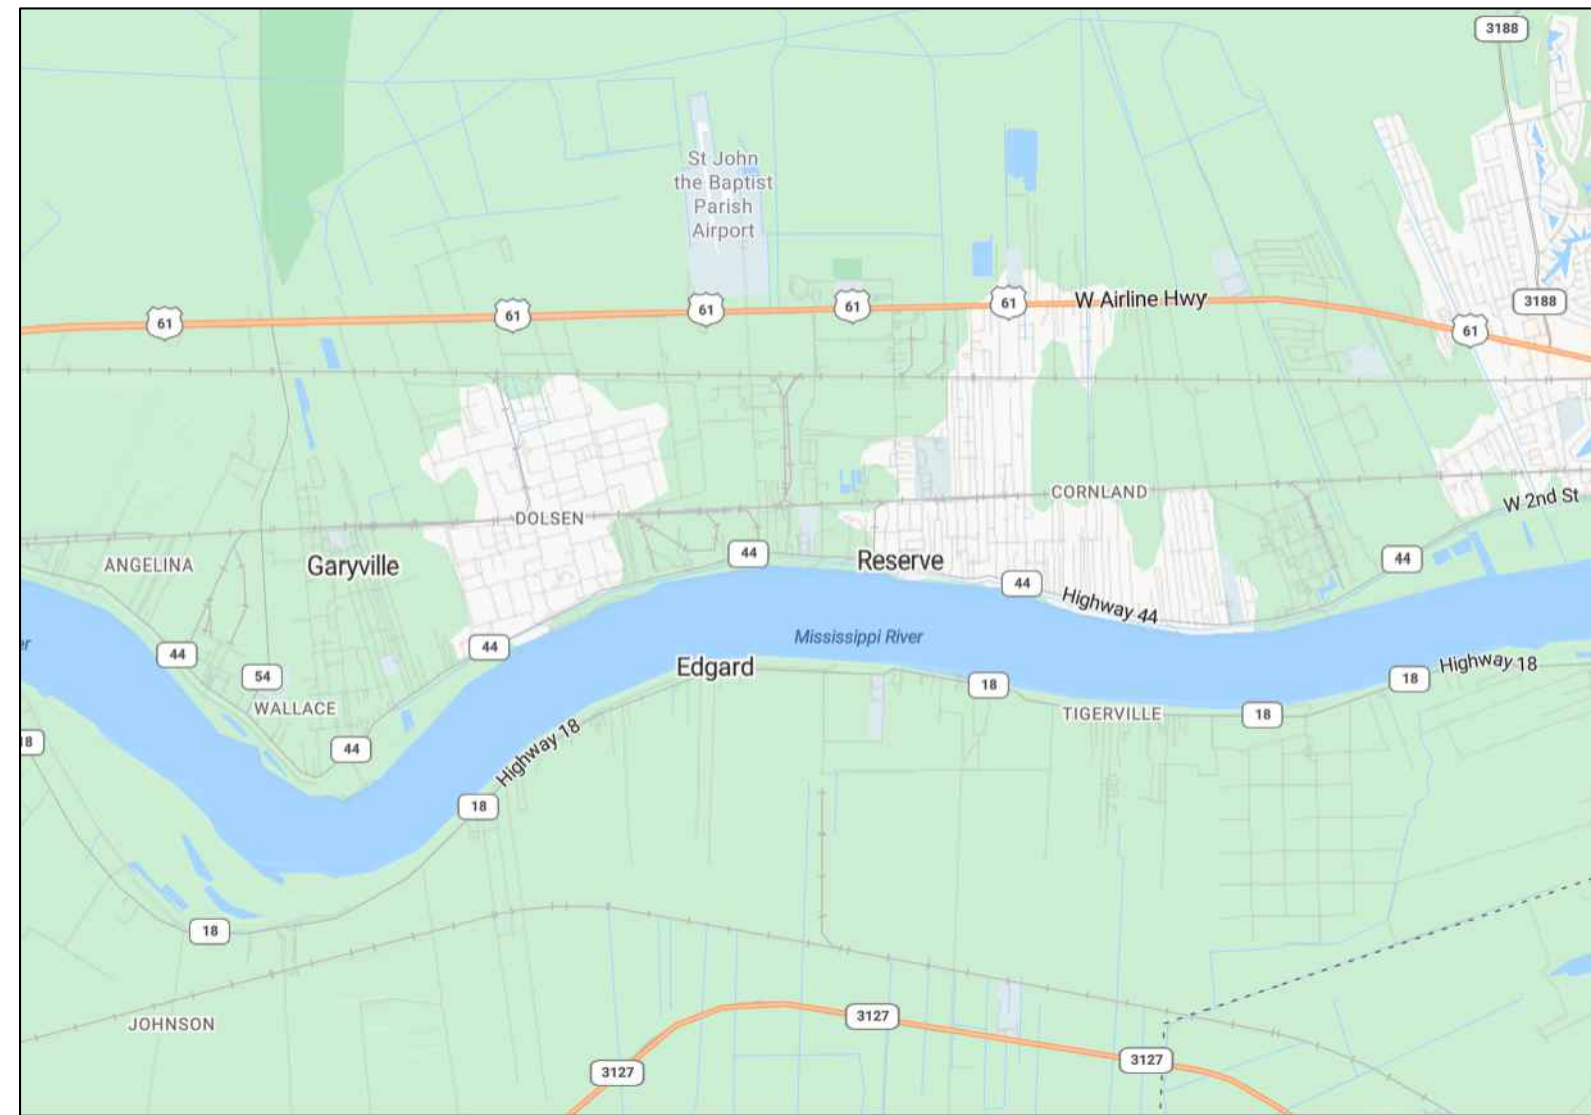 3188
St John
the Baptist
Parish
Airport
61
61
61
61
61
W Airline Hwy
3188
61
DOLSEN
CORNLAND
W 2nd St
ANGELINA
Garyville
44
Reserve
44
44
Highway 44
er
44
44
Mississippi River
54
Edgard
18
18
Highway 18
WALLACE
TIGERVILLE
18
18
44
Highway 18
18
18
JOHNSON
3127
3127
3127